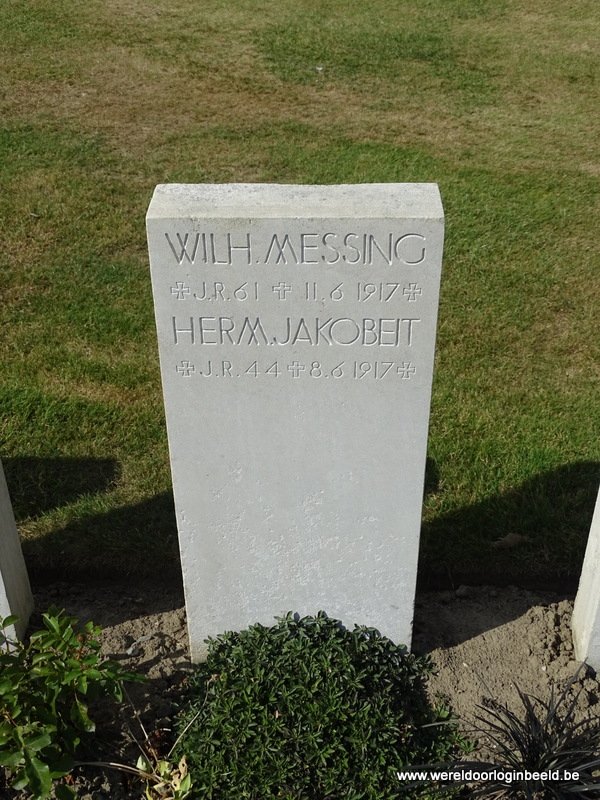 WILH. MESSING
✠ J.R. 61 ✠ 11.6 1917 ✠
HERM. JAKOBEIT
✠ J.R. 44 ✠ 8.6 1917 ✠
www.wereldoorloginbeeld.be